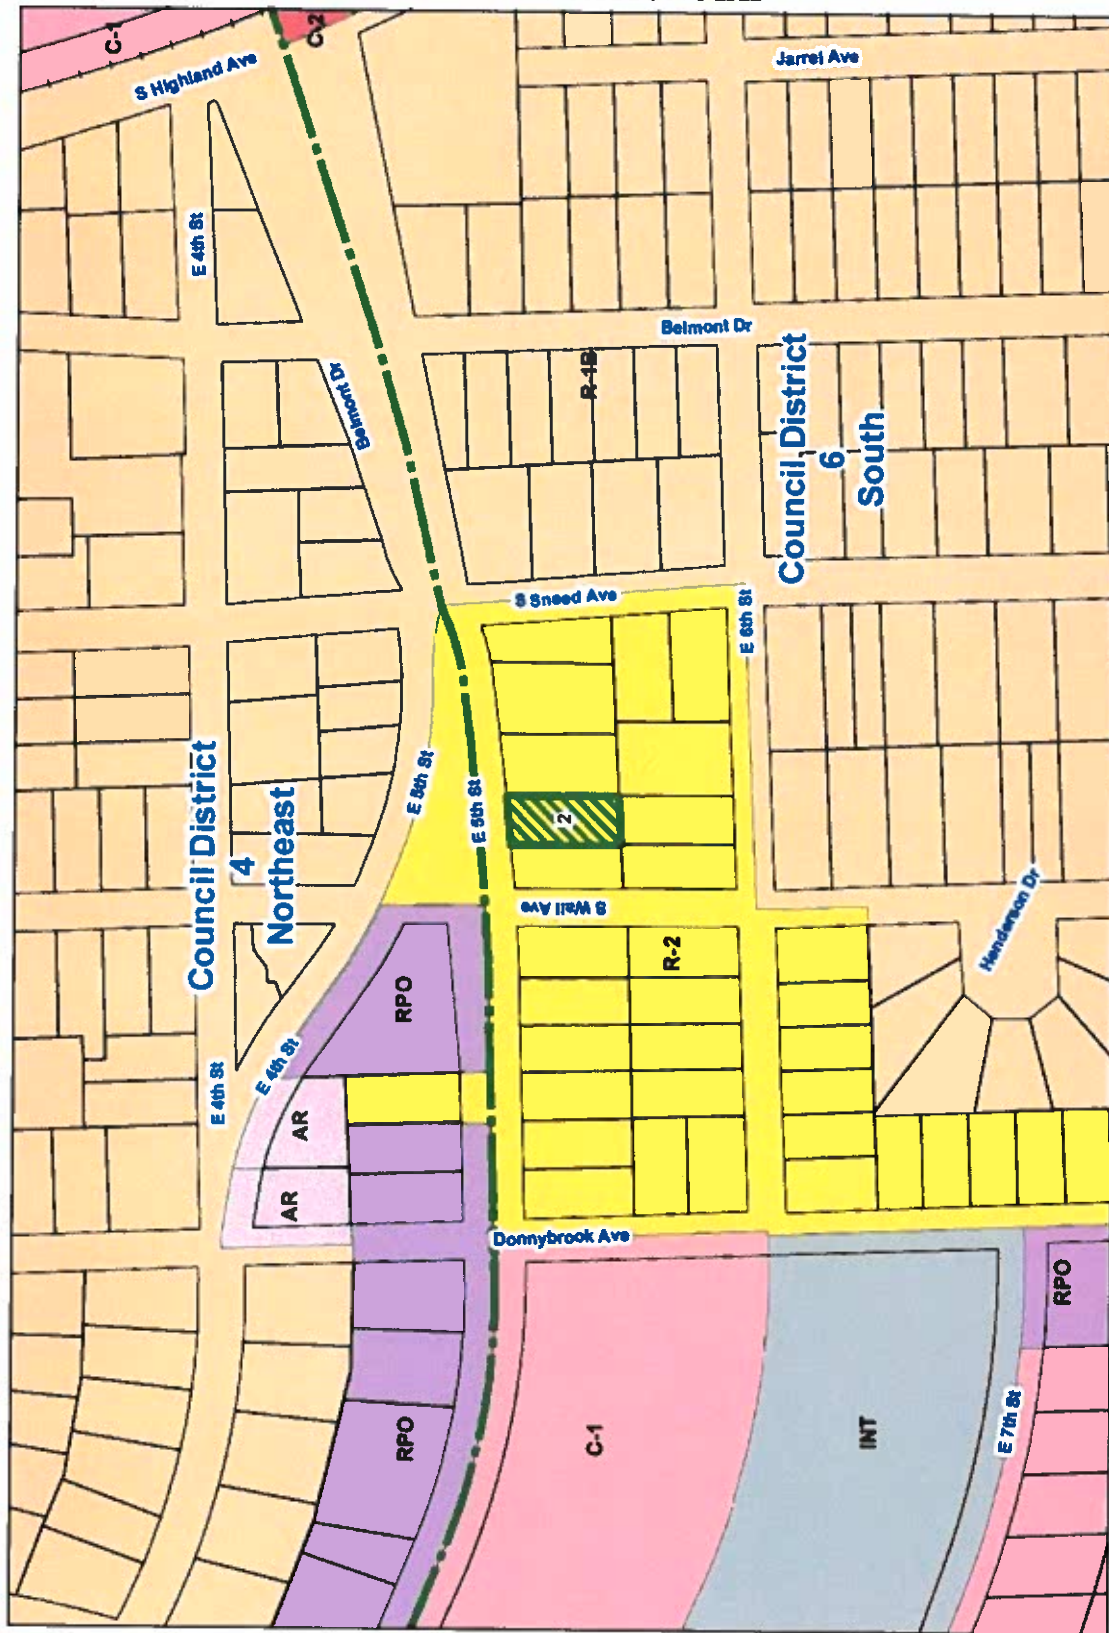 C-1
C-2
S Highland Ave
Jarrel Ave
E 4th St
Belmont Dr
Belmont Dr
R-1B
Council District
6
South
S Sneed Ave
E 6th St
Council District
4
Northeast
E 5th St
2
S Wall Ave
RPO
R-2
Henderson Dr
E 4th St
E 4th St
AR
AR
Donnybrook Ave
RPO
RPO
C-1
INT
E 7th St